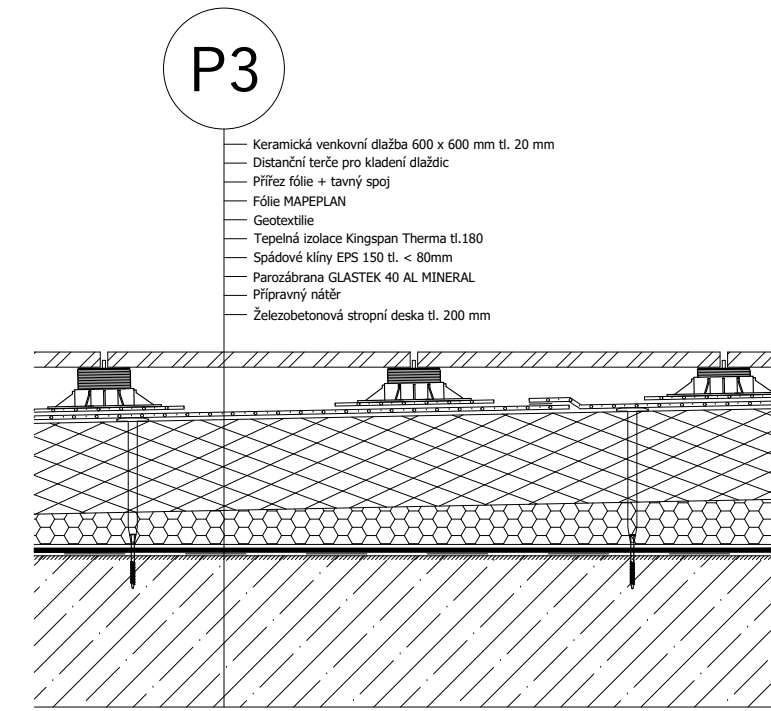 P3
Keramická venkovní dlažba 600 x 600 mm tl. 20 mm
Distanční terče pro kladení dlaždic
Přířez fólie + tavný spoj
Fólie MAPEPLAN
Geotextilie
Tepelná izolace Kingspan Therma tl.180
Spádové klíny EPS 150 tl. < 80mm
Parozábrana GLASTEK 40 AL MINERAL
Přípravný nátěr
Železobetonová stropní deska tl. 200 mm